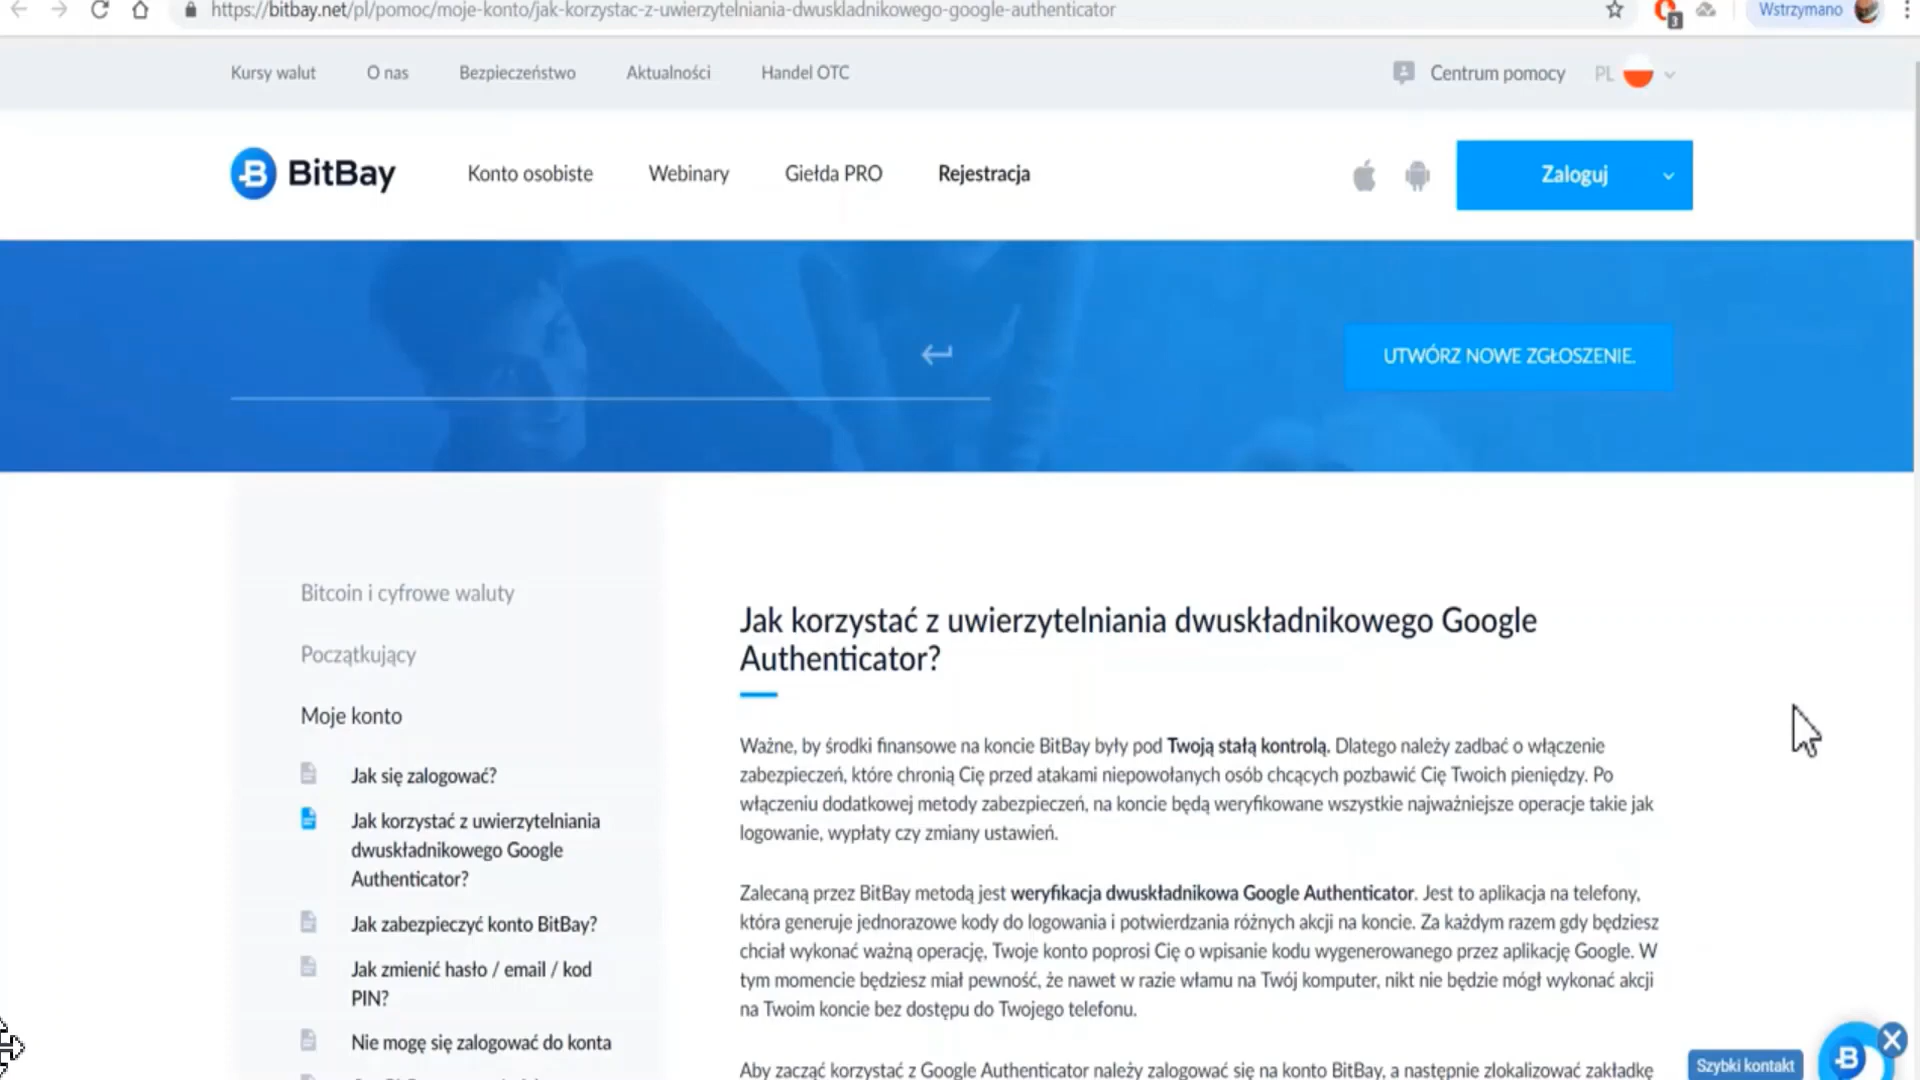 https://bitbay.net/pl/pomoc/moje-konto/jak-korzystac-z-uwierzytelniania-dwuskladnikowego-google-authenticator
3
Wstrzymano
Kursy walut
O nas
Bezpieczeństwo
Aktualności
Handel OTC
Centrum pomocy
PL
BitBay
Konto osobiste
Webinary
Giełda PRO
Rejestracja
Zaloguj
UTWÓRZ NOWE ZGŁOSZENIE.
Bitcoin i cyfrowe waluty
Początkujący
Moje konto
Jak się zalogować?
Jak korzystać z uwierzytelniania
dwuskładnikowego Google
Authenticator?
Jak zabezpieczyć konto BitBay?
Jak zmienić hasło / email / kod
PIN?
Nie mogę się zalogować do konta
Jak korzystać z uwierzytelniania dwuskładnikowego Google
Authenticator?
Ważne, by środki finansowe na koncie BitBay były pod Twoją stałą kontrolą. Dlatego należy zadbać o włączenie
zabezpieczeń, które chronią Cię przed atakami niepowołanych osób chcących pozbawić Cię Twoich pieniędzy. Po
włączeniu dodatkowej metody zabezpieczeń, na koncie będą weryfikowane wszystkie najważniejsze operacje takie jak
logowanie, wypłaty czy zmiany ustawień.
Zalecaną przez BitBay metodą jest weryfikacja dwuskładnikowa Google Authenticator. Jest to aplikacja na telefony,
która generuje jednorazowe kody do logowania i potwierdzania różnych akcji na koncie. Za każdym razem gdy będziesz
chciał wykonać ważną operację, Twoje konto poprosi Cię o wpisanie kodu wygenerowanego przez aplikację Google. W
tym momencie będziesz miał pewność, że nawet w razie włamu na Twój komputer, nikt nie będzie mógł wykonać akcji
na Twoim koncie bez dostępu do Twojego telefonu.
Aby zacząć korzystać z Google Authenticator należy zalogować się na konto BitBay, a następnie zlokalizować zakładkę
Szybki kontakt